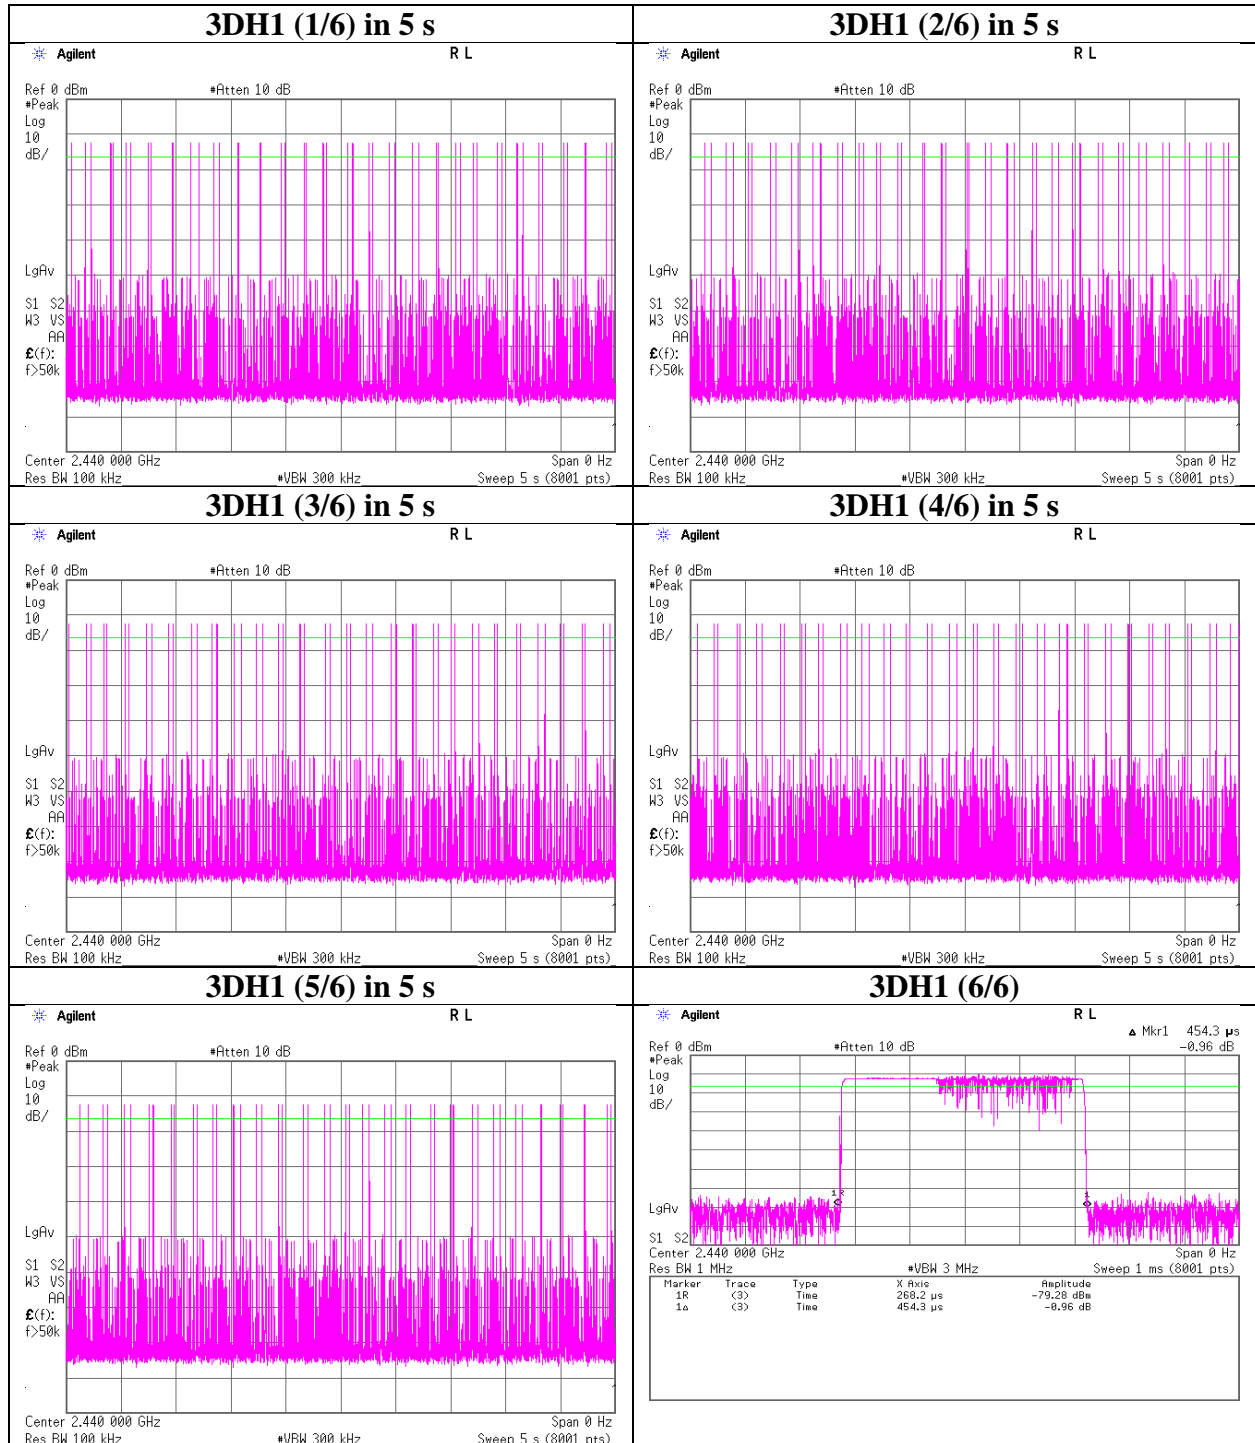 3DH1 (1/6) in 5 s
Agilent R L
Ref 0 dBm #Atten 10 dB
#Peak
Log
10
dB/
LgAv
S1 S2
W3 VS
AA
£(f):
f>50k
Center 2.440 000 GHz Span 0 Hz
Res BW 100 kHz #VBW 300 kHz Sweep 5 s (8001 pts)
3DH1 (2/6) in 5 s
Agilent R L
Ref 0 dBm #Atten 10 dB
#Peak
Log
10
dB/
LgAv
S1 S2
W3 VS
AA
£(f):
f>50k
Center 2.440 000 GHz Span 0 Hz
Res BW 100 kHz #VBW 300 kHz Sweep 5 s (8001 pts)
3DH1 (3/6) in 5 s
Agilent R L
Ref 0 dBm #Atten 10 dB
#Peak
Log
10
dB/
LgAv
S1 S2
W3 VS
AA
£(f):
f>50k
Center 2.440 000 GHz Span 0 Hz
Res BW 100 kHz #VBW 300 kHz Sweep 5 s (8001 pts)
3DH1 (4/6) in 5 s
Agilent R L
Ref 0 dBm #Atten 10 dB
#Peak
Log
10
dB/
LgAv
S1 S2
W3 VS
AA
£(f):
f>50k
Center 2.440 000 GHz Span 0 Hz
Res BW 100 kHz #VBW 300 kHz Sweep 5 s (8001 pts)
3DH1 (5/6) in 5 s
Agilent R L
Ref 0 dBm #Atten 10 dB
#Peak
Log
10
dB/
LgAv
S1 S2
W3 VS
AA
£(f):
f>50k
Center 2.440 000 GHz Span 0 Hz
Res BW 100 kHz #VBW 300 kHz Sweep 5 s (8001 pts)
3DH1 (6/6)
Agilent R L
Δ Mkr1 454.3 µs
Ref 0 dBm #Atten 10 dB -0.96 dB
#Peak
Log
10
dB/
1R 1
LgAv
S1 S2
Center 2.440 000 GHz Span 0 Hz
Res BW 1 MHz #VBW 3 MHz Sweep 1 ms (8001 pts)
Marker Trace Type X Axis Amplitude
1R (3) Time 268.2 µs -79.28 dBm
1Δ (3) Time 454.3 µs -0.96 dB